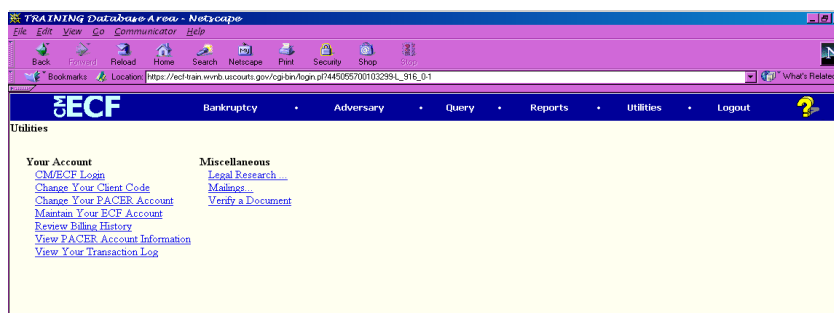 TRAINING Database Area - Netscape
File Edit View Go Communicator Help
Back Forward Reload Home Search Netscape Print Security Shop Stop
Bookmarks Location: https://ecf-train.wvnb.uscourts.gov/cgi-bin/login.pl?445055700103299-L_916_0-1 What's Related
CM/ECF Bankruptcy • Adversary • Query • Reports • Utilities • Logout ?
Utilities
Your Account Miscellaneous
CM/ECF Login Legal Research ...
Change Your Client Code Mailings...
Change Your PACER Account Verify a Document
Maintain Your ECF Account
Review Billing History
View PACER Account Information
View Your Transaction Log